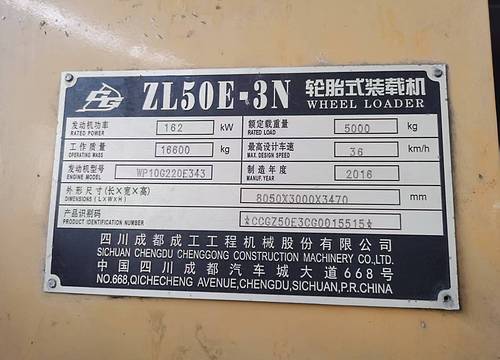 CG ZL50E-3N 轮胎式装载机
WHEEL LOADER
发动机功率 162 kW 额定载重量 5000 kg
RATED POWER RATED LOAD
工作质量 16600 kg 最高设计车速 36 km/h
OPERATING MASS MAX. DESIGN SPEED
发动机型号 WP10G220E343 制造年度 2016
ENGINE MODEL YEAR
外形尺寸(长×宽×高) 8050X3000X3470 mm
DIMENSIONS (L×W×H)
产品识别码 ☆CCGZ50E3CG0015515☆
PRODUCT IDENTIFICATION NUMBER
四川成都成工工程机械股份有限公司
SICHUAN CHENGDU CHENGGONG CONSTRUCTION MACHINERY CO.,LTD.
中国四川成都汽车城大道668号
NO.668,QICHECHENG AVENUE,CHENGDU,SICHUAN,P.R.CHINA